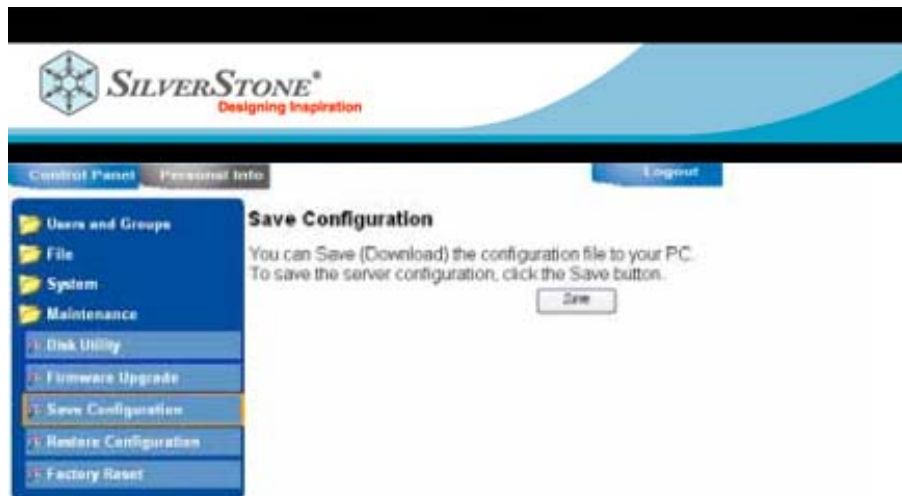 SILVERSTONE®
Designing Inspiration
Control Panel
Personal Info
Logout
Users and Groups
File
System
Maintenance
Disk Utility
Firmware Upgrade
Save Configuration
Restore Configuration
Factory Reset
Save Configuration
You can Save (Download) the configuration file to your PC.
To save the server configuration, click the Save button.
Save